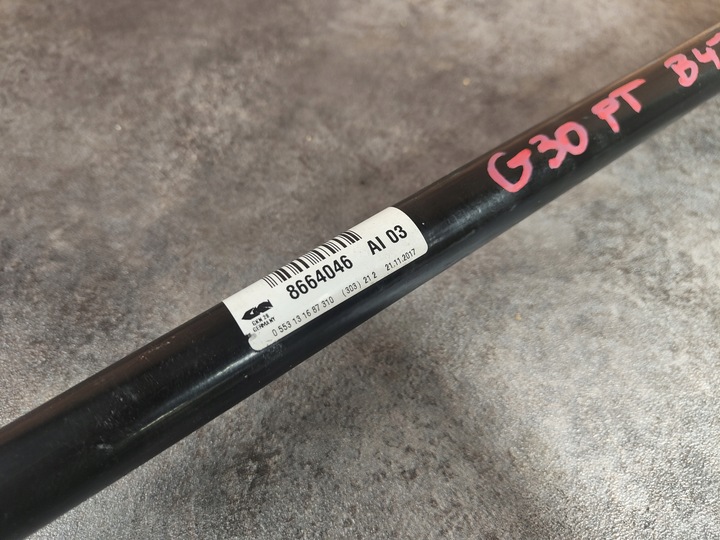 G30 PT B47
8664046 AI 03
GKN
GERMANY
0 553 13 16 87 310 (303) 21 2 21.11.2017